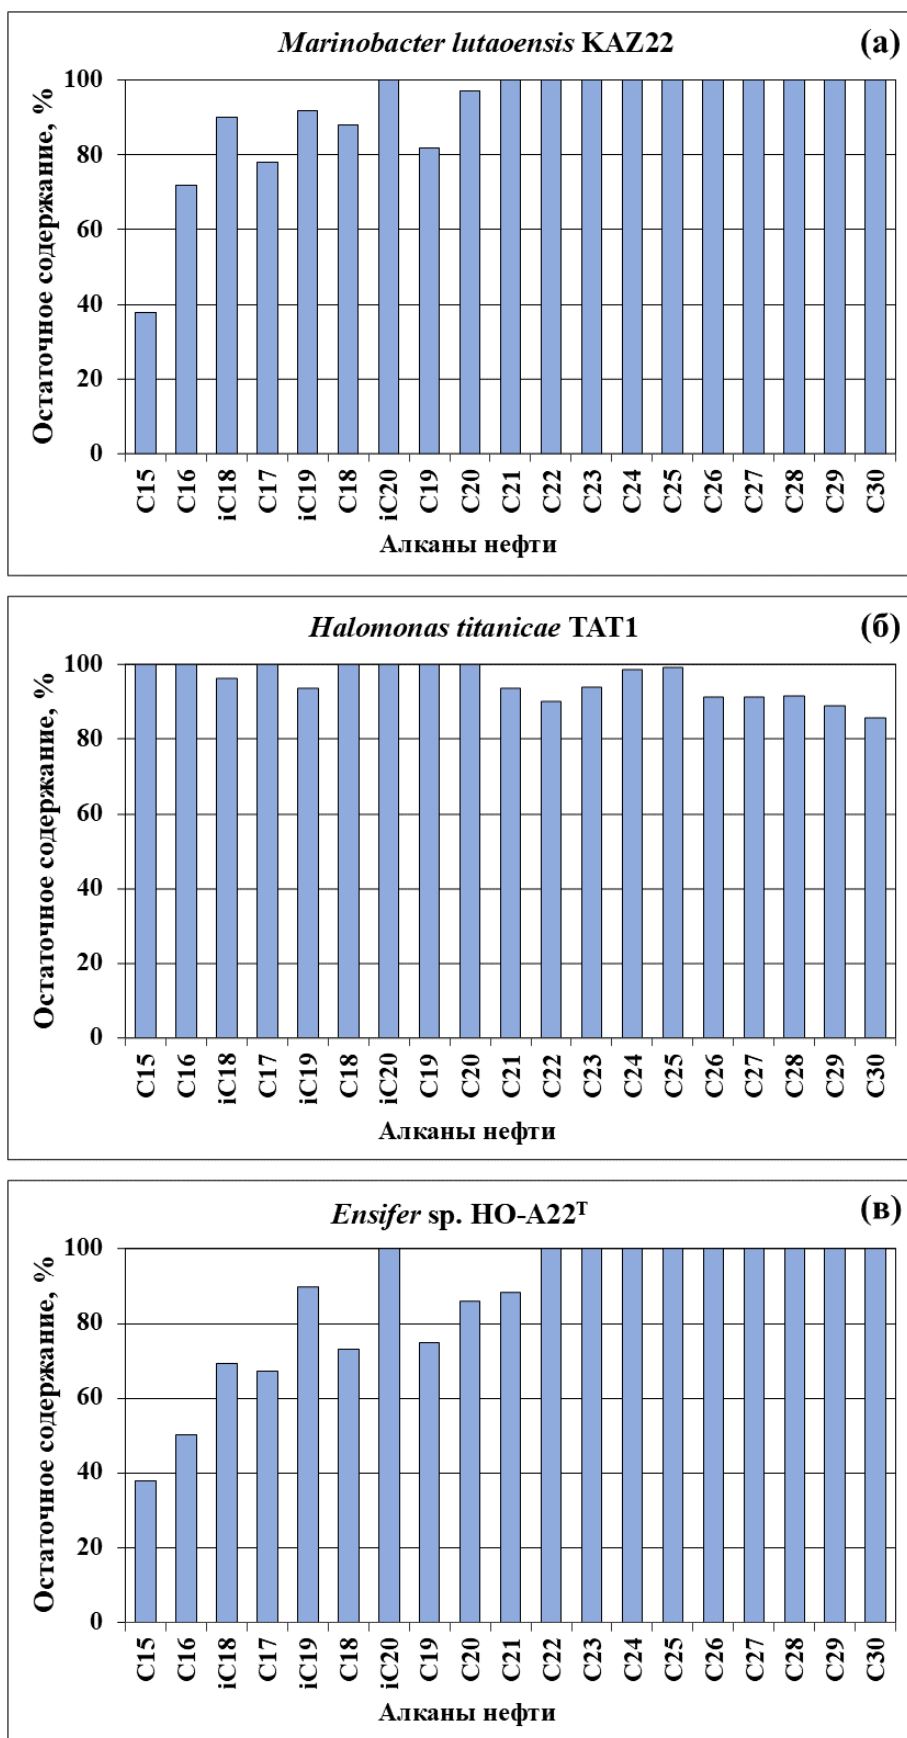 Marinobacter lutaoensis KAZ22 (а)
Остаточное содержание, %
100
80
60
40
20
0
C15 C16 iC18 C17 iC19 C18 iC20 C19 C20 C21 C22 C23 C24 C25 C26 C27 C28 C29 C30
Алканы нефти
Halomonas titanicae TAT1 (б)
Остаточное содержание, %
100
80
60
40
20
0
C15 C16 iC18 C17 iC19 C18 iC20 C19 C20 C21 C22 C23 C24 C25 C26 C27 C28 C29 C30
Алканы нефти
Ensifer sp. HO-A22ᵀ (в)
Остаточное содержание, %
100
80
60
40
20
0
C15 C16 iC18 C17 iC19 C18 iC20 C19 C20 C21 C22 C23 C24 C25 C26 C27 C28 C29 C30
Алканы нефти